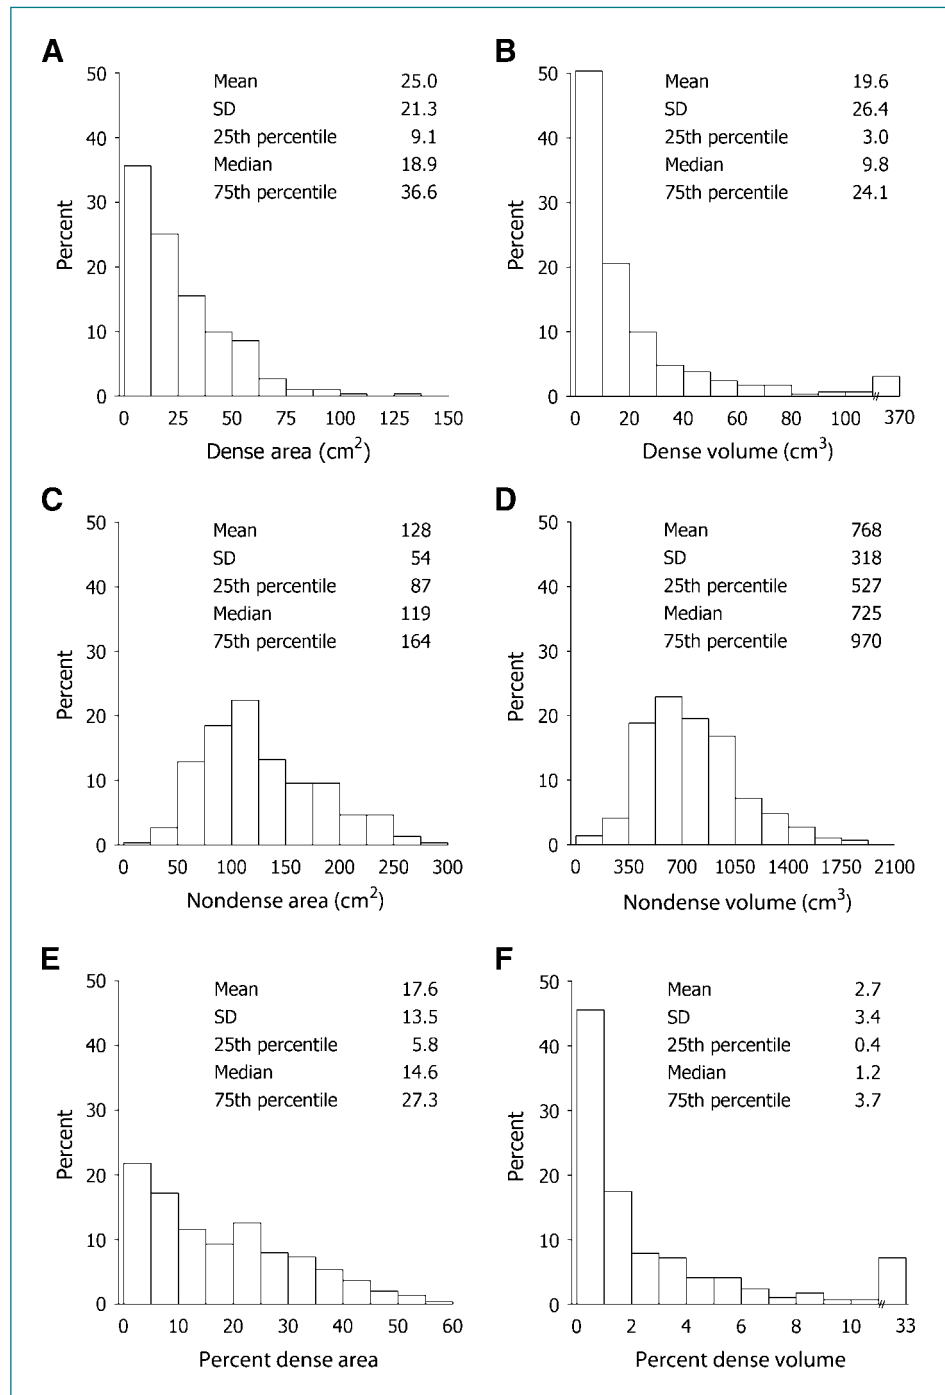 A
B
50
40
30
20
10
0
Percent
Mean 25.0
SD 21.3
25th percentile 9.1
Median 18.9
75th percentile 36.6
0 25 50 75 100 125 150
Dense area (cm²)
50
40
30
20
10
0
Percent
Mean 19.6
SD 26.4
25th percentile 3.0
Median 9.8
75th percentile 24.1
0 20 40 60 80 100 370
Dense volume (cm³)
C
D
50
40
30
20
10
0
Percent
Mean 128
SD 54
25th percentile 87
Median 119
75th percentile 164
0 50 100 150 200 250 300
Nondense area (cm²)
50
40
30
20
10
0
Percent
Mean 768
SD 318
25th percentile 527
Median 725
75th percentile 970
0 350 700 1050 1400 1750 2100
Nondense volume (cm³)
E
F
50
40
30
20
10
0
Percent
Mean 17.6
SD 13.5
25th percentile 5.8
Median 14.6
75th percentile 27.3
0 10 20 30 40 50 60
Percent dense area
50
40
30
20
10
0
Percent
Mean 2.7
SD 3.4
25th percentile 0.4
Median 1.2
75th percentile 3.7
0 2 4 6 8 10 33
Percent dense volume